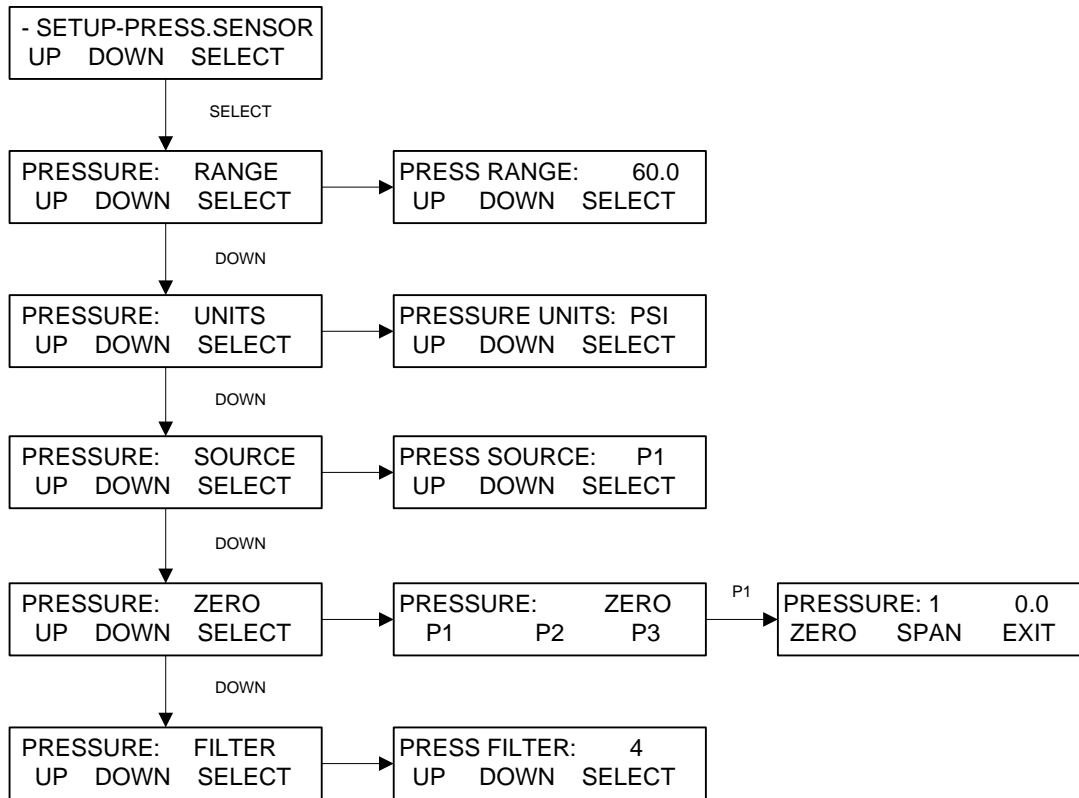 - SETUP-PRESS.SENSOR
UP DOWN SELECT
SELECT
PRESSURE: RANGE
UP DOWN SELECT
PRESS RANGE: 60.0
UP DOWN SELECT
DOWN
PRESSURE: UNITS
UP DOWN SELECT
PRESSURE UNITS: PSI
UP DOWN SELECT
DOWN
PRESSURE: SOURCE
UP DOWN SELECT
PRESS SOURCE: P1
UP DOWN SELECT
DOWN
PRESSURE: ZERO
UP DOWN SELECT
PRESSURE: ZERO
P1 P2 P3
P1
PRESSURE: 1 0.0
ZERO SPAN EXIT
DOWN
PRESSURE: FILTER
UP DOWN SELECT
PRESS FILTER: 4
UP DOWN SELECT